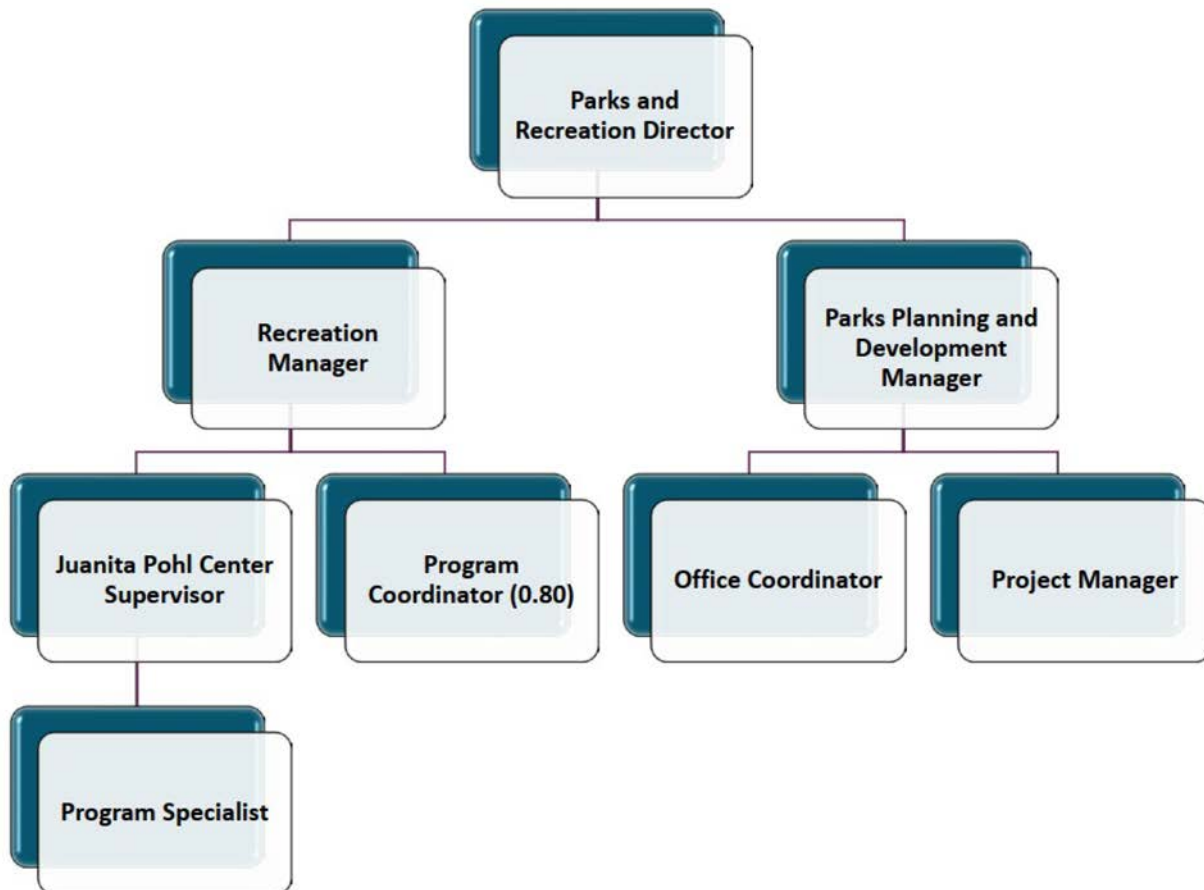 Parks and
Recreation Director
Recreation
Manager
Parks Planning and
Development
Manager
Juanita Pohl Center
Supervisor
Program
Coordinator (0.80)
Office Coordinator
Project Manager
Program Specialist